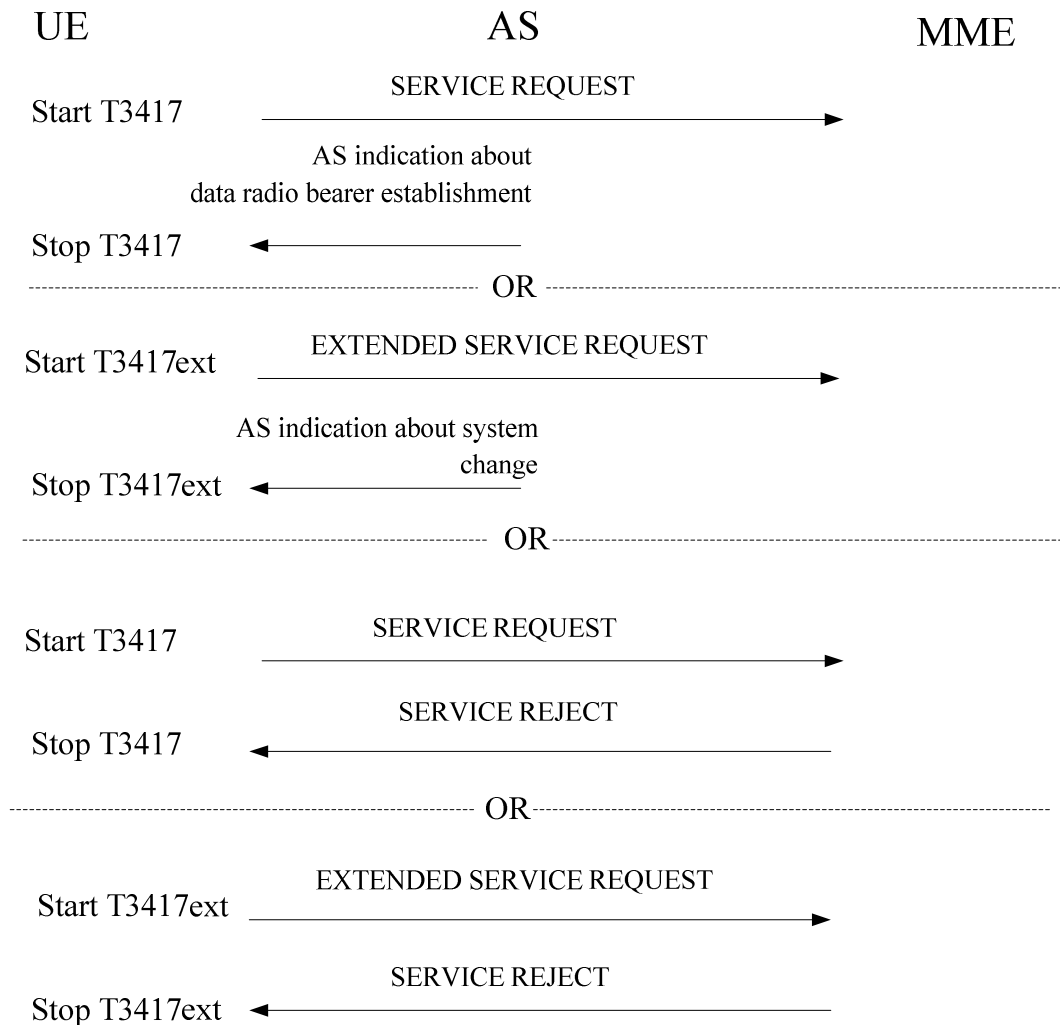 UE AS MME
SERVICE REQUEST
Start T3417
AS indication about
data radio bearer establishment
Stop T3417
OR
EXTENDED SERVICE REQUEST
Start T3417ext
AS indication about system
change
Stop T3417ext
OR
SERVICE REQUEST
Start T3417
SERVICE REJECT
Stop T3417
OR
EXTENDED SERVICE REQUEST
Start T3417ext
SERVICE REJECT
Stop T3417ext